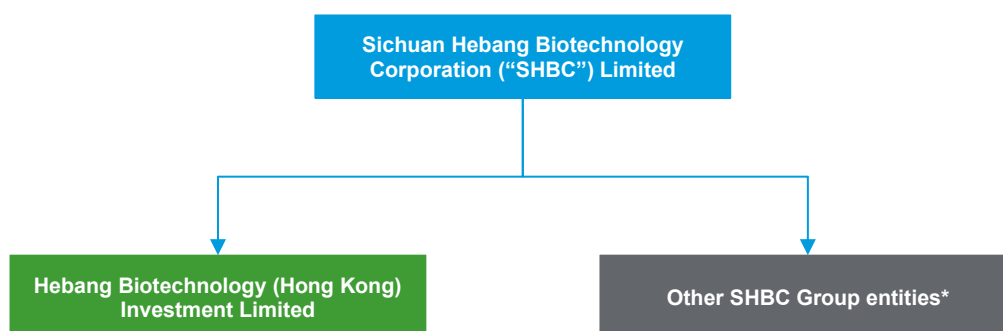 Sichuan Hebang Biotechnology
Corporation (“SHBC”) Limited
Hebang Biotechnology (Hong Kong)
Investment Limited
Other SHBC Group entities*